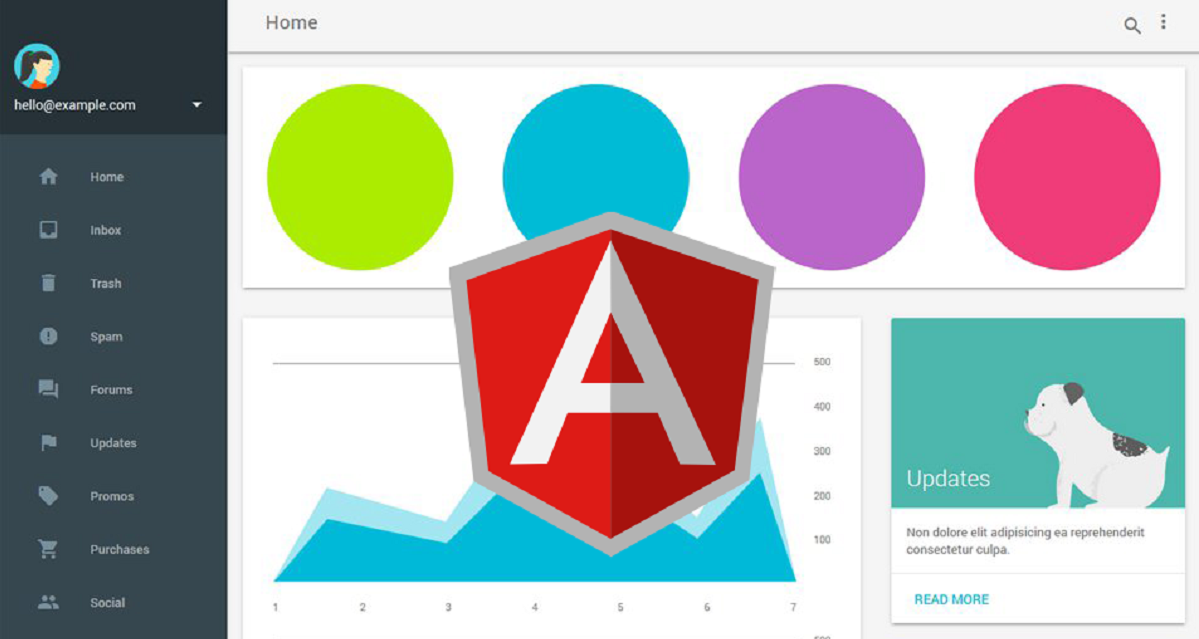 Home
hello@example.com
Home
Inbox
Trash
Spam
Forums
Updates
Promos
Purchases
Social
A
500
400
300
200
100
1 2 3 4 5 6 7
Updates
Non dolore elit adipisicing ea reprehenderit
consectetur culpa.
READ MORE